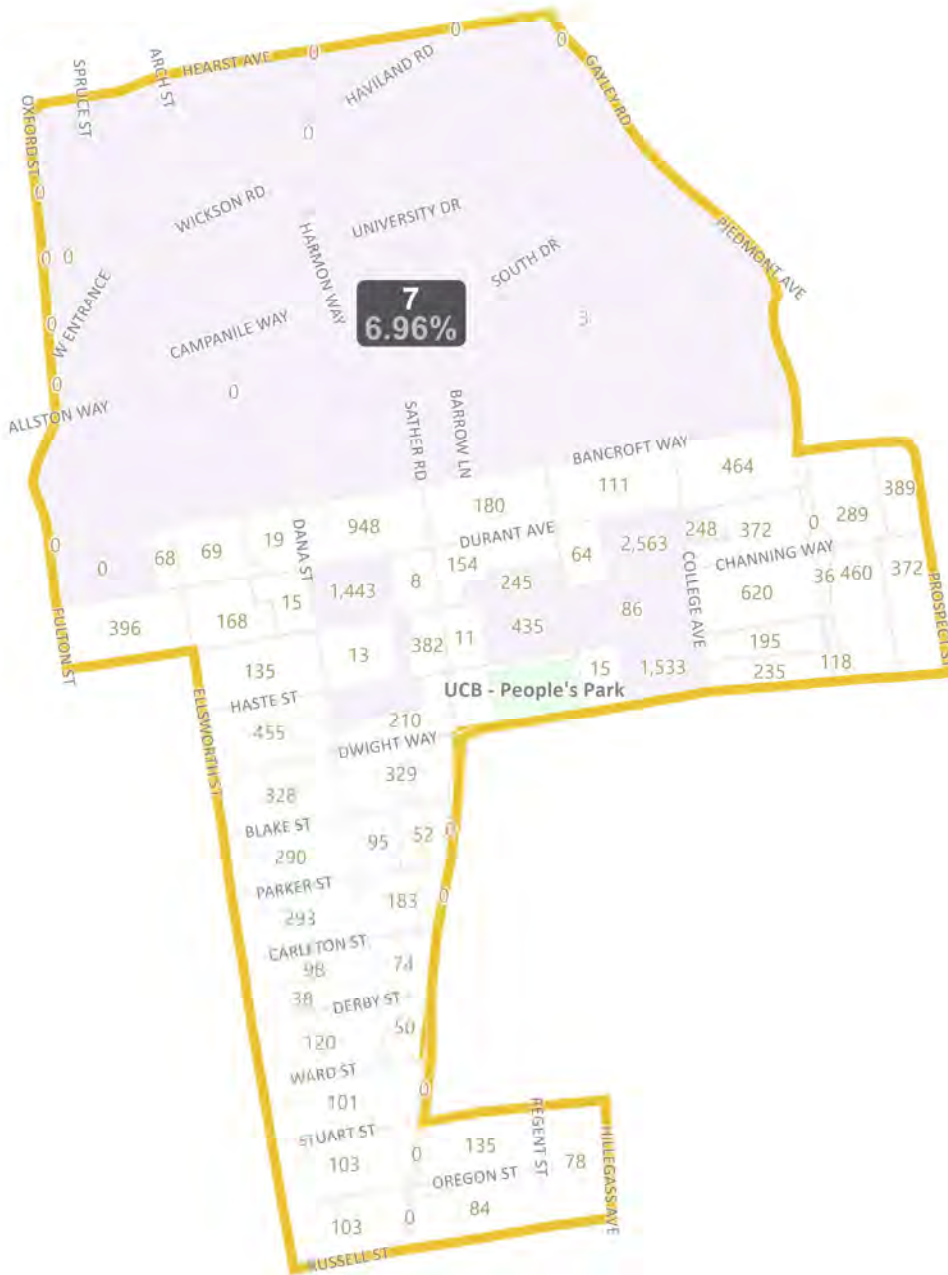 HEARST AVE
0
0
0
GAYLEY RD
SPRUCE ST
ARCH ST
HAVILAND RD
OXFORD ST
0
0
WICKSON RD
UNIVERSITY DR
HARMON WAY
SOUTH DR
PIEDMONT AVE
0 0
W ENTRANCE
7
6.96%
0
CAMPANILE WAY
3
0
0
ALLSTON WAY
SATHER RD
BARROW LN
BANCROFT WAY
464
111
180
389
948
DURANT AVE
289
0
372
248
2,563
19
69
68
DANA ST
0
0
64
154
CHANNING WAY
COLLEGE AVE
8
245
1,443
36
460
372
620
PROSPECT S
15
168
396
FULTON ST
86
435
11
382
13
195
135
15
1,533
235
118
UCB - People's Park
ELLSWORTH ST
HASTE ST
455
210
DWIGHT WAY
329
328
BLAKE ST
95
52
0
290
PARKER ST
183
0
293
CARLETON ST
98
74
38
DERBY ST
50
120
WARD ST
0
101
STUART ST
103
0
135
REGENT ST
78
HILLEGASS AVE
OREGON ST
84
0
103
RUSSELL ST